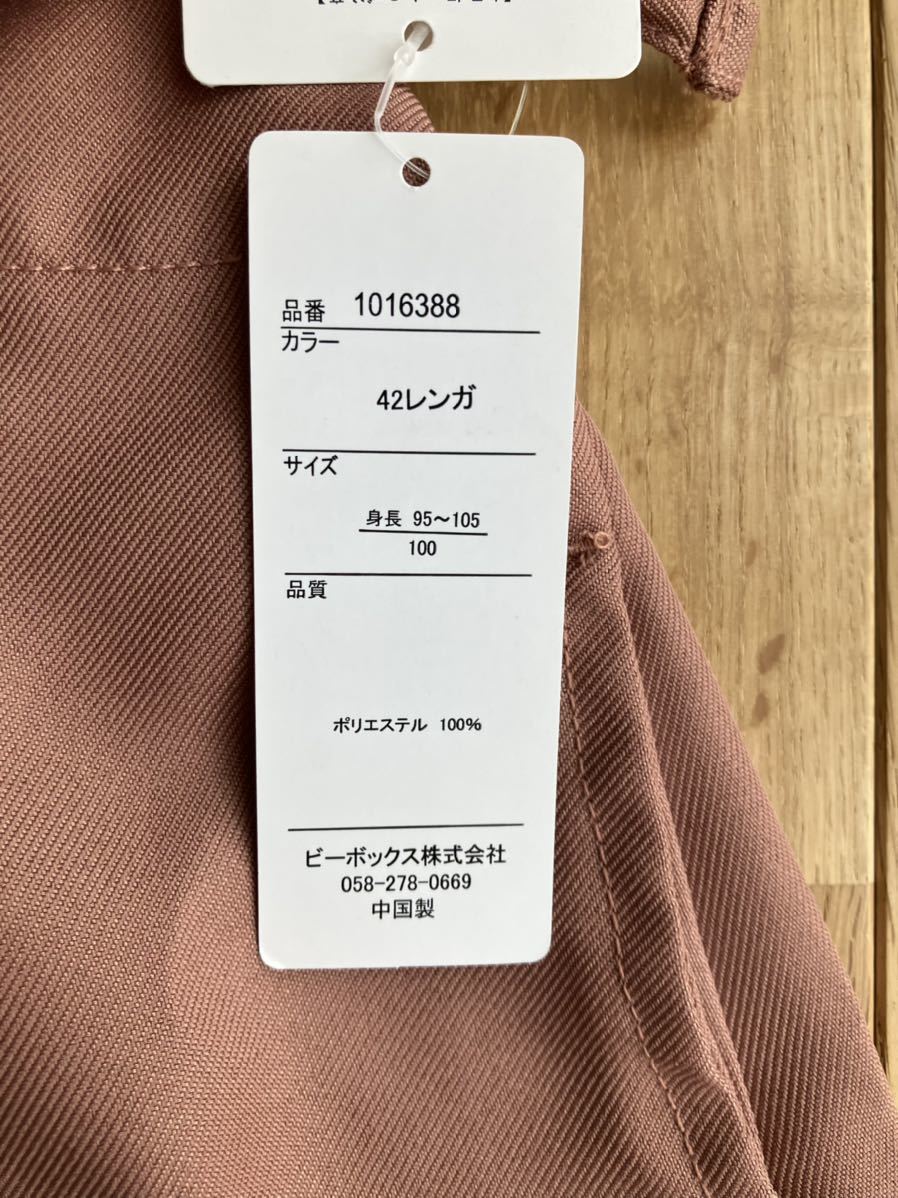 品番 1016388
カラー
42レンガ
サイズ
身長 95～105
100
品質
ポリエステル 100%
ビーボックス株式会社
058-278-0669
中国製